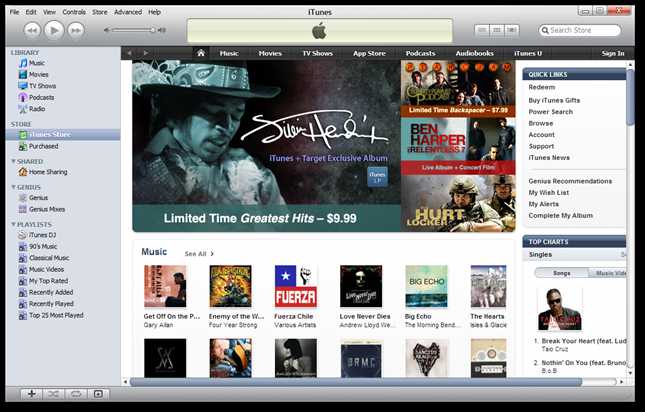 iTunes
File Edit View Controls Store Advanced Help
Search Store
Music Movies TV Shows App Store Podcasts Audiobooks iTunes U Sign In
LIBRARY
Music
Movies
TV Shows
Podcasts
Radio
STORE
iTunes Store
Purchased
SHARED
Home Sharing
GENIUS
Genius
Genius Mixes
PLAYLISTS
iTunes DJ
90's Music
Classical Music
Music Videos
My Top Rated
Recently Added
Recently Played
Top 25 Most Played
iTunes + Target Exclusive Album
iTunes
LP
Limited Time Greatest Hits – $9.99
Limited Time Backspacer – $7.99
BEN
HARPER
RELENTLESS7
Live Album + Concert Film
THE
HURT
LOCKER
QUICK LINKS
Redeem
Buy iTunes Gifts
Power Search
Browse
Account
Support
iTunes News
Genius Recommendations
My Wish List
My Alerts
Complete My Album
TOP CHARTS
Singles
Songs Music Vide
1. Break Your Heart (feat. Lud
Taio Cruz
2. Nothin' On You (feat. Bruno
B.o.B
Music See All >
FUERZA
BIG ECHO
Get Off On the P...
Gary Allan
Enemy of the W...
Four Year Strong
Fuerza Chile
Various Artists
Love Never Dies
Andrew Lloyd We...
Big Echo
The Morning Bend...
The Hearts
Isles & Glacie
BRMC